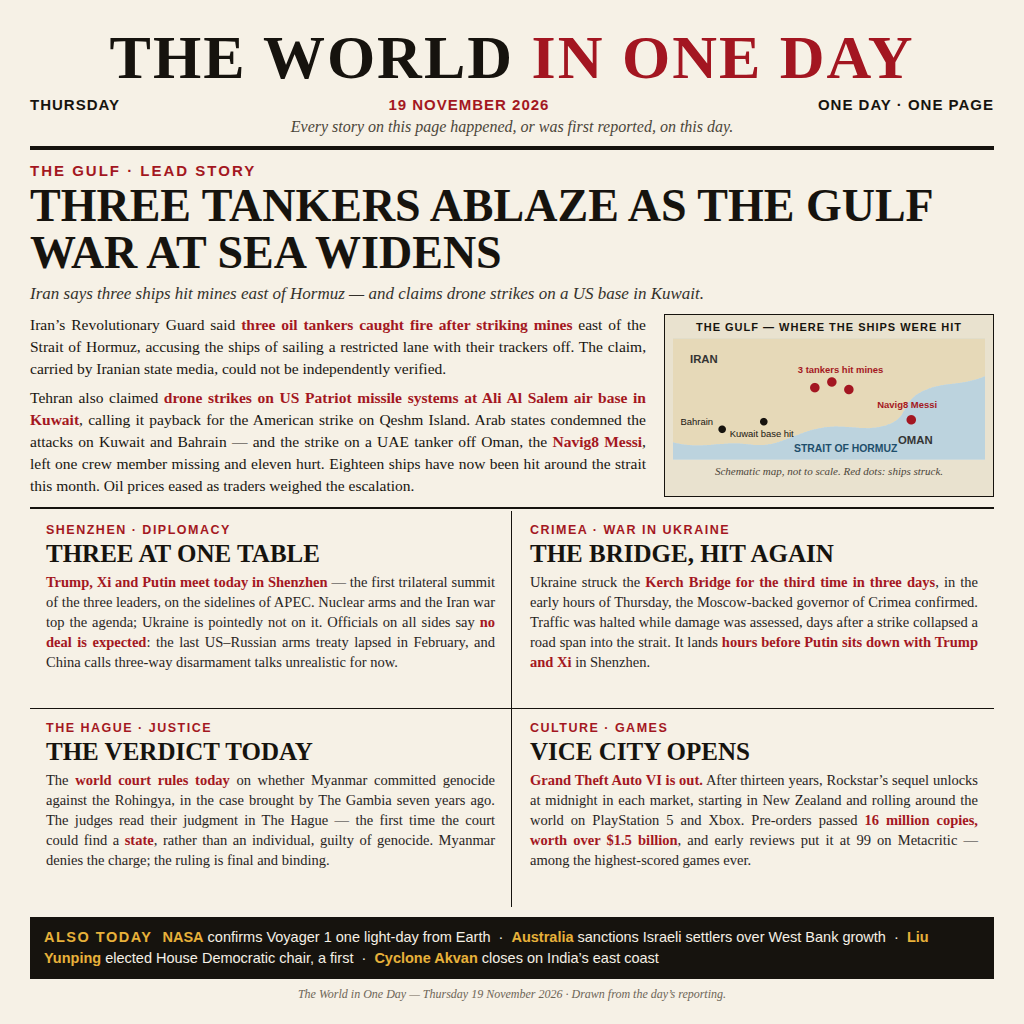 THE WORLD IN ONE DAY
THURSDAY
19 NOVEMBER 2026
ONE DAY · ONE PAGE
Every story on this page happened, or was first reported, on this day.
THE GULF · LEAD STORY
THREE TANKERS ABLAZE AS THE GULF
WAR AT SEA WIDENS
Iran says three ships hit mines east of Hormuz — and claims drone strikes on a US base in Kuwait.
Iran’s Revolutionary Guard said three oil tankers caught fire after striking mines east of the
Strait of Hormuz, accusing the ships of sailing a restricted lane with their trackers off. The claim,
carried by Iranian state media, could not be independently verified.
Tehran also claimed drone strikes on US Patriot missile systems at Ali Al Salem air base in
Kuwait, calling it payback for the American strike on Qeshm Island. Arab states condemned the
attacks on Kuwait and Bahrain — and the strike on a UAE tanker off Oman, the Navig8 Messi,
left one crew member missing and eleven hurt. Eighteen ships have now been hit around the strait
this month. Oil prices eased as traders weighed the escalation.
THE GULF — WHERE THE SHIPS WERE HIT
IRAN
3 tankers hit mines
Navig8 Messi
Bahrain
Kuwait base hit
OMAN
STRAIT OF HORMUZ
Schematic map, not to scale. Red dots: ships struck.
SHENZHEN · DIPLOMACY
THREE AT ONE TABLE
Trump, Xi and Putin meet today in Shenzhen — the first trilateral summit
of the three leaders, on the sidelines of APEC. Nuclear arms and the Iran war
top the agenda; Ukraine is pointedly not on it. Officials on all sides say no
deal is expected: the last US–Russian arms treaty lapsed in February, and
China calls three-way disarmament talks unrealistic for now.
CRIMEA · WAR IN UKRAINE
THE BRIDGE, HIT AGAIN
Ukraine struck the Kerch Bridge for the third time in three days, in the
early hours of Thursday, the Moscow-backed governor of Crimea confirmed.
Traffic was halted while damage was assessed, days after a strike collapsed a
road span into the strait. It lands hours before Putin sits down with Trump
and Xi in Shenzhen.
THE HAGUE · JUSTICE
THE VERDICT TODAY
The world court rules today on whether Myanmar committed genocide
against the Rohingya, in the case brought by The Gambia seven years ago.
The judges read their judgment in The Hague — the first time the court
could find a state, rather than an individual, guilty of genocide. Myanmar
denies the charge; the ruling is final and binding.
CULTURE · GAMES
VICE CITY OPENS
Grand Theft Auto VI is out. After thirteen years, Rockstar’s sequel unlocks
at midnight in each market, starting in New Zealand and rolling around the
world on PlayStation 5 and Xbox. Pre-orders passed 16 million copies,
worth over $1.5 billion, and early reviews put it at 99 on Metacritic —
among the highest-scored games ever.
ALSO TODAY NASA confirms Voyager 1 one light-day from Earth · Australia sanctions Israeli settlers over West Bank growth · Liu
Yunping elected House Democratic chair, a first · Cyclone Akvan closes on India’s east coast
The World in One Day — Thursday 19 November 2026 · Drawn from the day’s reporting.